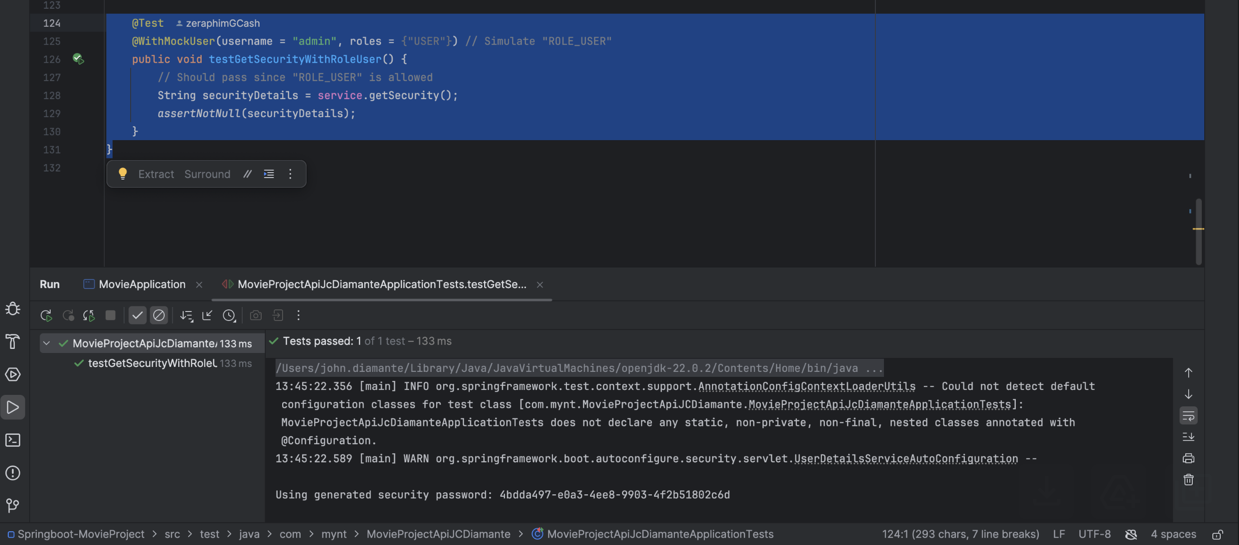 123
124 @Test zeraphimGCash
125 @WithMockUser(username = "admin", roles = {"USER"}) // Simulate "ROLE_USER"
126 public void testGetSecurityWithRoleUser() {
127 // Should pass since "ROLE_USER" is allowed
128 String securityDetails = service.getSecurity();
129 assertNotNull(securityDetails);
130 }
131 }
132
Extract Surround //
Run MovieApplication MovieProjectApiJcDiamanteApplicationTests.testGetSe...
MovieProjectApiJcDiamante 133 ms
Tests passed: 1 of 1 test – 133 ms
testGetSecurityWithRoleU 133 ms
/Users/john.diamante/Library/Java/JavaVirtualMachines/openjdk-22.0.2/Contents/Home/bin/java ...
13:45:22.356 [main] INFO org.springframework.test.context.support.AnnotationConfigContextLoaderUtils -- Could not detect default
configuration classes for test class [com.mynt.MovieProjectApiJCDiamante.MovieProjectApiJcDiamanteApplicationTests]:
MovieProjectApiJcDiamanteApplicationTests does not declare any static, non-private, non-final, nested classes annotated with
@Configuration.
13:45:22.589 [main] WARN org.springframework.boot.autoconfigure.security.servlet.UserDetailsServiceAutoConfiguration --
Using generated security password: 4bdda497-e0a3-4ee8-9903-4f2b51802c6d
Springboot-MovieProject > src > test > java > com > mynt > MovieProjectApiJCDiamante > MovieProjectApiJcDiamanteApplicationTests 124:1 (293 chars, 7 line breaks) LF UTF-8 4 spaces